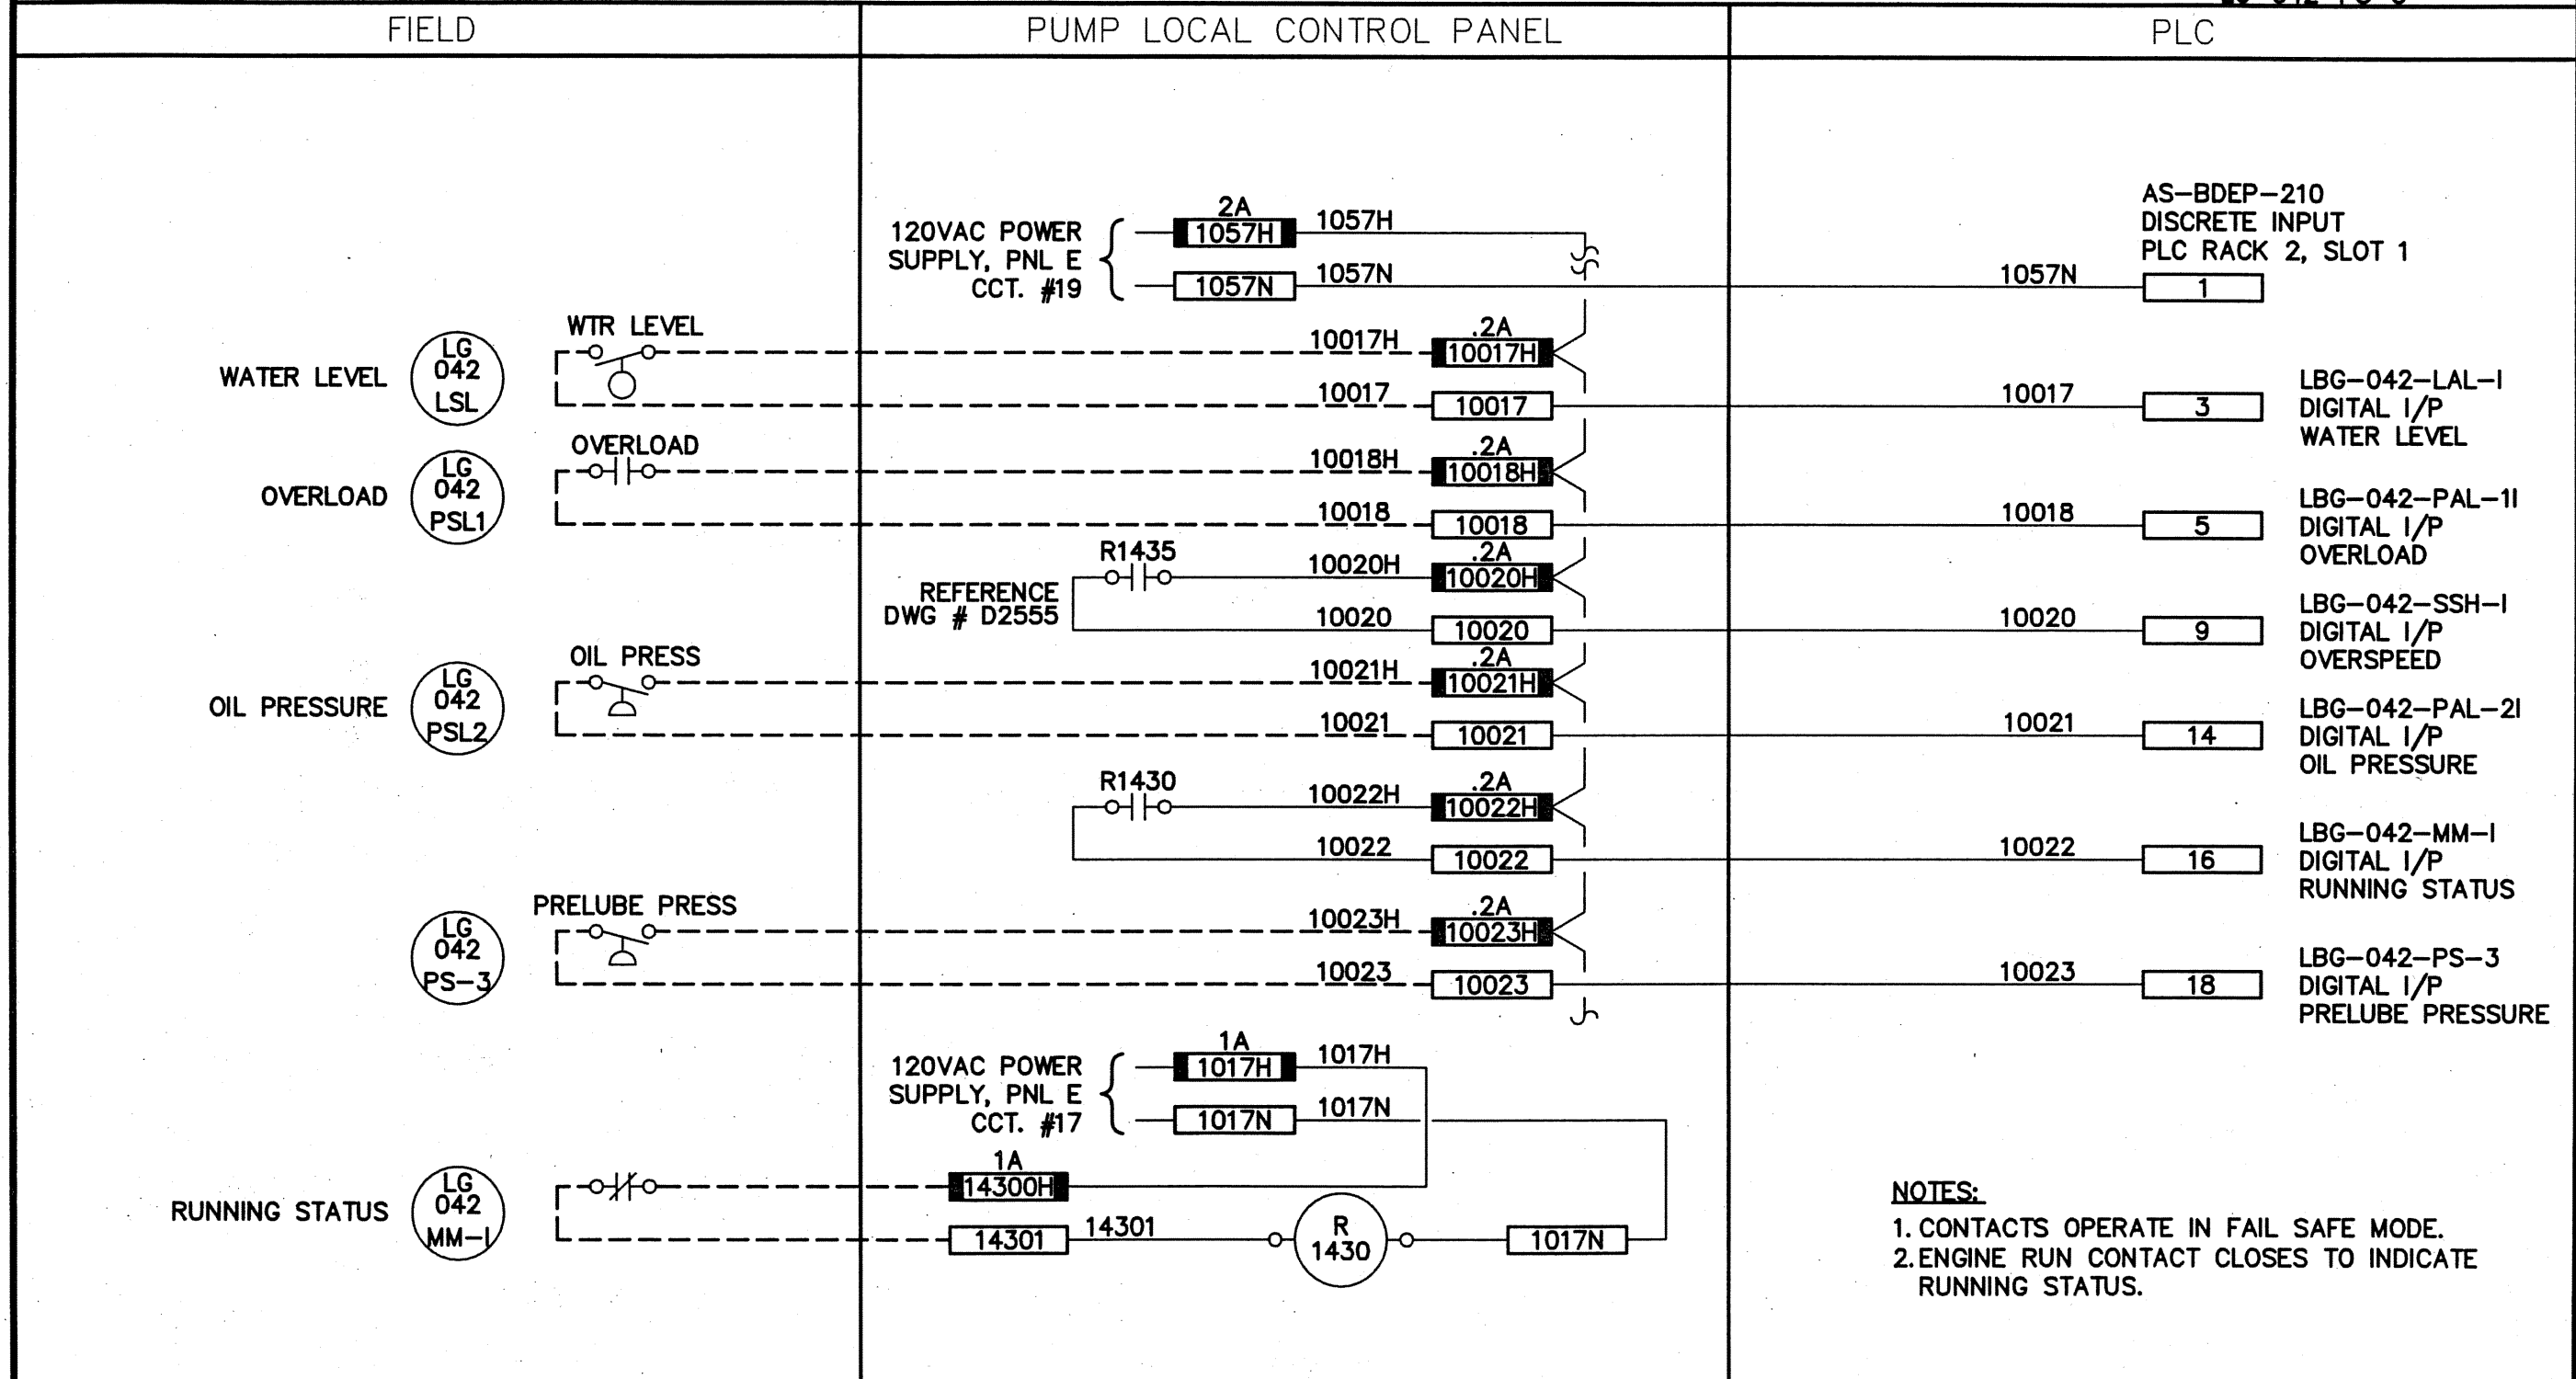 FIELD
PUMP LOCAL CONTROL PANEL
PLC
120VAC POWER
SUPPLY, PNL E
CCT. #19
2A
1057H
1057H
1057N
1057N
1057N
AS-BDEP-210
DISCRETE INPUT
PLC RACK 2, SLOT 1
1
WATER LEVEL
LG
042
LSL
WTR LEVEL
10017H
.2A
10017H
10017
10017
10017
3
LBG-042-LAL-I
DIGITAL I/P
WATER LEVEL
OVERLOAD
LG
042
PSL1
OVERLOAD
10018H
.2A
10018H
10018
10018
10018
5
LBG-042-PAL-1I
DIGITAL I/P
OVERLOAD
REFERENCE
DWG # D2555
R1435
10020H
.2A
10020H
10020
10020
10020
9
LBG-042-SSH-I
DIGITAL I/P
OVERSPEED
OIL PRESSURE
LG
042
PSL2
OIL PRESS
10021H
.2A
10021H
10021
10021
10021
14
LBG-042-PAL-2I
DIGITAL I/P
OIL PRESSURE
R1430
10022H
.2A
10022H
10022
10022
10022
16
LBG-042-MM-I
DIGITAL I/P
RUNNING STATUS
LG
042
PS-3
PRELUBE PRESS
10023H
.2A
10023H
10023
10023
10023
18
LBG-042-PS-3
DIGITAL I/P
PRELUBE PRESSURE
120VAC POWER
SUPPLY, PNL E
CCT. #17
1A
1017H
1017H
1017N
1017N
RUNNING STATUS
LG
042
MM-I
1A
14300H
14301
14301
R
1430
1017N
NOTES:
1. CONTACTS OPERATE IN FAIL SAFE MODE.
2. ENGINE RUN CONTACT CLOSES TO INDICATE
RUNNING STATUS.